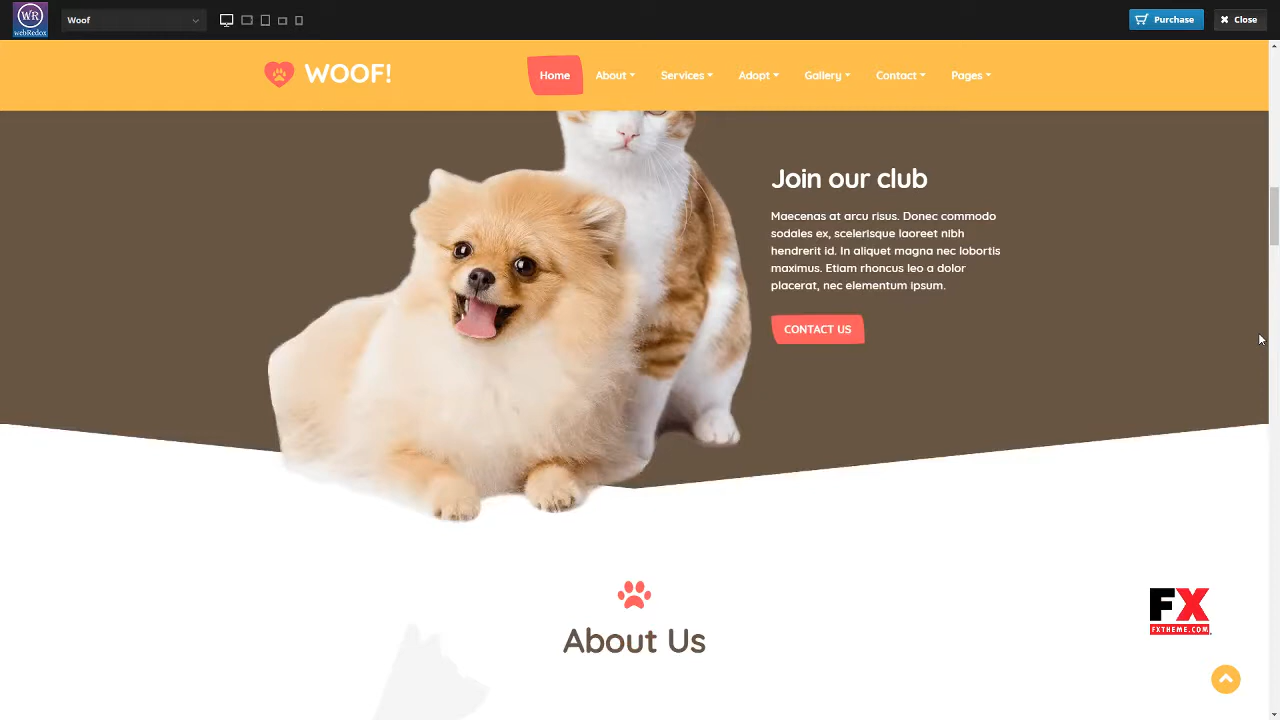 WR
webRedox
Woof
Purchase
Close
WOOF!
Home
About
Services
Adopt
Gallery
Contact
Pages
Join our club
Maecenas at arcu risus. Donec commodo
sodales ex, scelerisque laoreet nibh
hendrerit id. In aliquet magna nec lobortis
maximus. Etiam rhoncus leo a dolor
placerat, nec elementum ipsum.
CONTACT US
About Us
FX
FXTHEME.COM